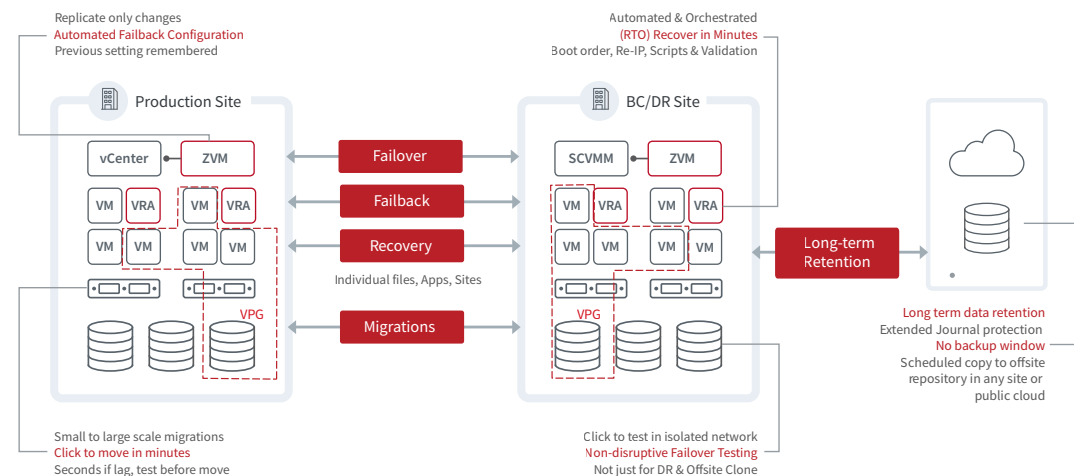 Replicate only changes
Automated Failback Configuration
Previous setting remembered
Automated & Orchestrated
(RTO) Recover in Minutes
Boot order, Re-IP, Scripts & Validation
Production Site
BC/DR Site
vCenter
ZVM
Failover
SCVMM
ZVM
VM
VRA
VM
VRA
Failback
VM
VRA
VM
VRA
VM
VM
VM
VM
Recovery
VM
VM
VM
VM
Individual files, Apps, Sites
Long-term
Retention
VPG
Migrations
VPG
Long term data retention
Extended Journal protection
No backup window
Scheduled copy to offsite
repository in any site or
public cloud
Small to large scale migrations
Click to move in minutes
Seconds if lag, test before move
Click to test in isolated network
Non-disruptive Failover Testing
Not just for DR & Offsite Clone